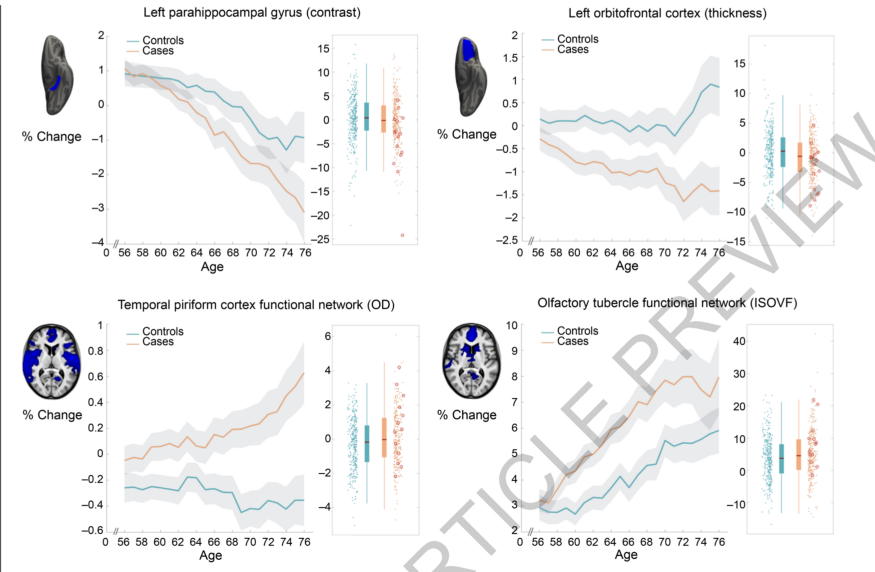 Left parahippocampal gyrus (contrast)
% Change
2
1
0
−1
−2
−3
−4
Controls
Cases
0 56 58 60 62 64 66 68 70 72 74 76
Age
15
10
5
0
−5
−10
−15
−20
−25
Left orbitofrontal cortex (thickness)
% Change
2
1.5
1
0.5
0
−0.5
−1
−1.5
−2
−2.5
Controls
Cases
0 56 58 60 62 64 66 68 70 72 74 76
Age
15
10
5
0
−5
−10
−15
Temporal piriform cortex functional network (OD)
% Change
1
0.8
0.6
0.4
0.2
0
−0.2
−0.4
−0.6
Controls
Cases
0 56 58 60 62 64 66 68 70 72 74 76
Age
6
4
2
0
−2
−4
Olfactory tubercle functional network (ISOVF)
% Change
10
9
8
7
6
5
4
3
2
Controls
Cases
0 56 58 60 62 64 66 68 70 72 74 76
Age
40
30
20
10
0
−10
ARTICLE PREVIEW